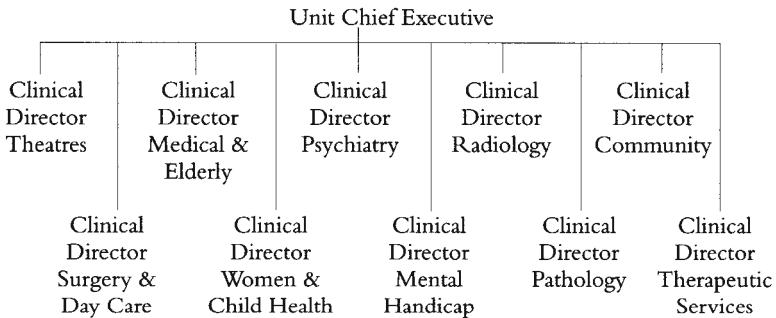 Unit Chief Executive
Clinical
Director
Theatres
Clinical
Director
Medical &
Elderly
Clinical
Director
Psychiatry
Clinical
Director
Radiology
Clinical
Director
Community
Clinical
Director
Surgery &
Day Care
Clinical
Director
Women &
Child Health
Clinical
Director
Mental
Handicap
Clinical
Director
Pathology
Clinical
Director
Therapeutic
Services